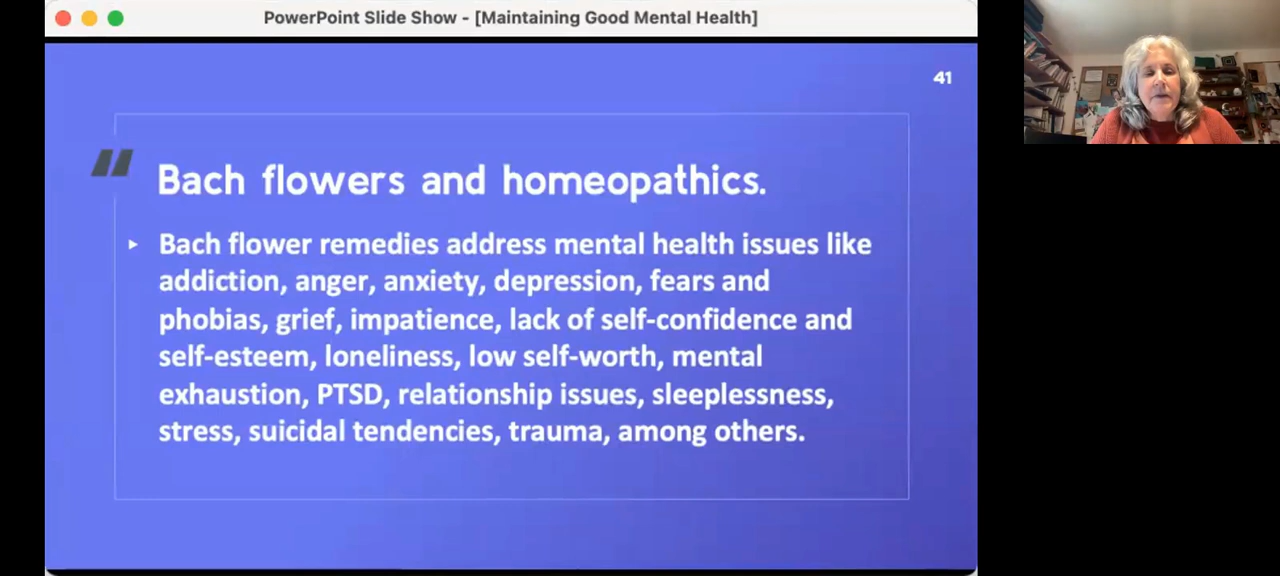 PowerPoint Slide Show - [Maintaining Good Mental Health]
41
Bach flowers and homeopathics.
Bach flower remedies address mental health issues like
addiction, anger, anxiety, depression, fears and
phobias, grief, impatience, lack of self-confidence and
self-esteem, loneliness, low self-worth, mental
exhaustion, PTSD, relationship issues, sleeplessness,
stress, suicidal tendencies, trauma, among others.